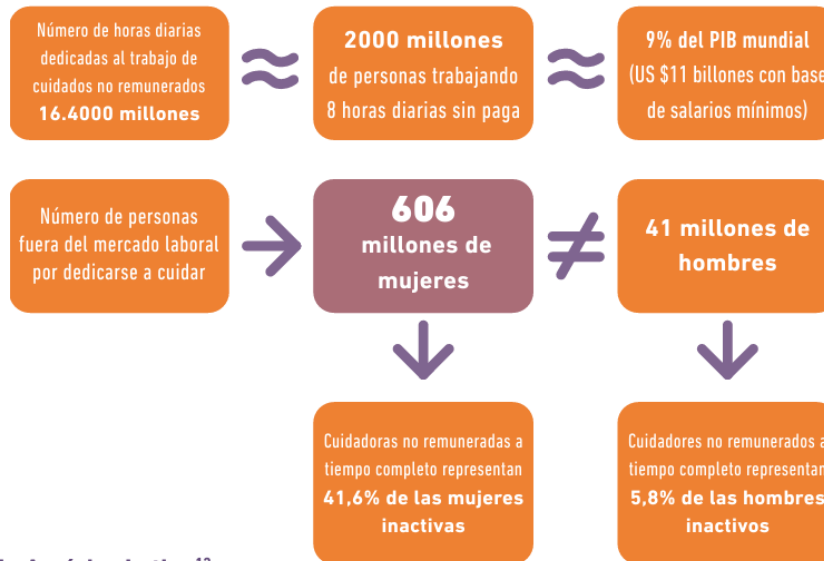 Número de horas diarias
dedicadas al trabajo de
cuidados no remunerados
16.4000 millones
≈
2000 millones
de personas trabajando
8 horas diarias sin paga
≈
9% del PIB mundial
(US $11 billones con base
de salarios mínimos)
Número de personas
fuera del mercado laboral
por dedicarse a cuidar
606
millones de
mujeres
≠
41 millones de
hombres
Cuidadoras no remuneradas a
tiempo completo representan
41,6% de las mujeres
inactivas
Cuidadores no remunerados a
tiempo completo representan
5,8% de las hombres
inactivos